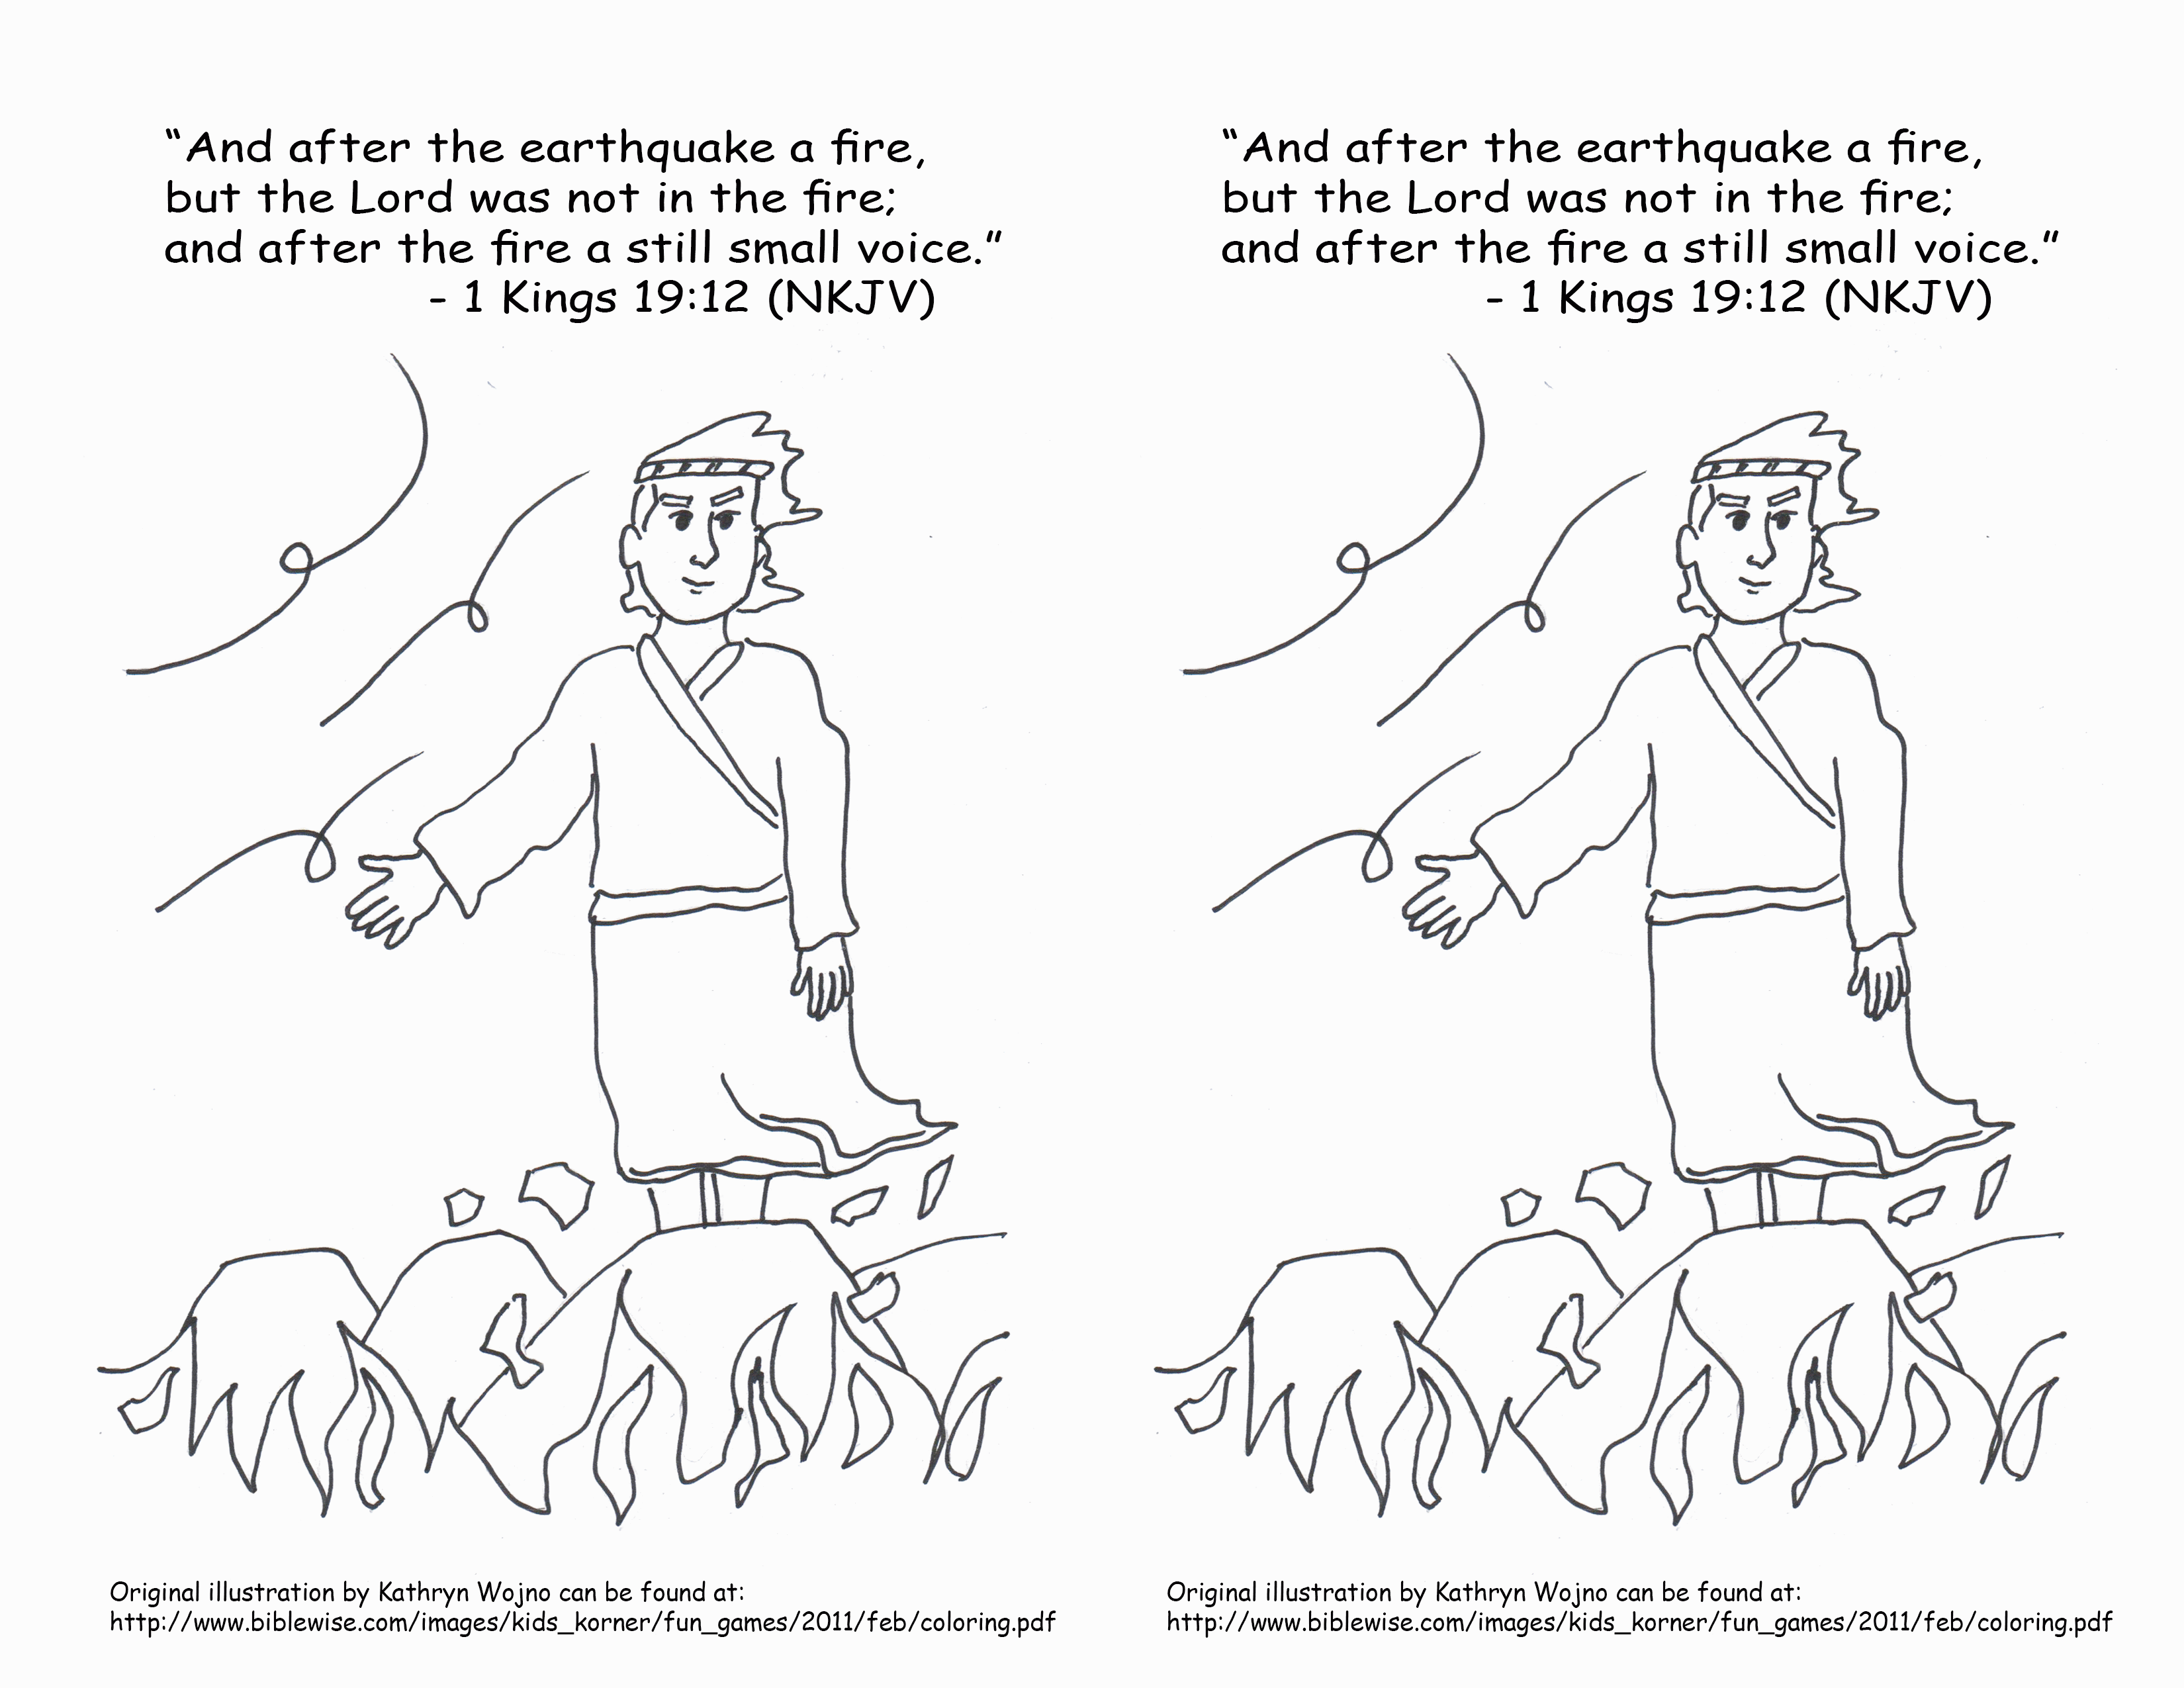 “And after the earthquake a fire,
but the Lord was not in the fire;
and after the fire a still small voice.”
- 1 Kings 19:12 (NKJV)
Original illustration by Kathryn Wojno can be found at:
http://www.biblewise.com/images/kids_korner/fun_games/2011/feb/coloring.pdf
“And after the earthquake a fire,
but the Lord was not in the fire;
and after the fire a still small voice.”
- 1 Kings 19:12 (NKJV)
Original illustration by Kathryn Wojno can be found at:
http://www.biblewise.com/images/kids_korner/fun_games/2011/feb/coloring.pdf